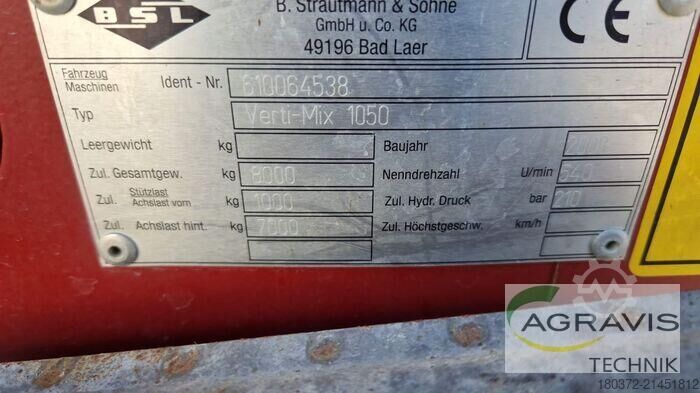 BSL
B. Strautmann & Söhne
GmbH u. Co. KG
49196 Bad Laer
CE
Fahrzeug
Maschinen Ident - Nr. 610064538
Typ Verti-Mix 1050
Leergewicht kg Baujahr
Zul. Gesamtgew. kg 8000 Nenndrehzahl U/min 540
Zul. Stützlast
Achslast vorn kg 1000 Zul. Hydr. Druck bar 210
Zul. Achslast hint. kg 7000 Zul. Höchstgeschw. km/h
AGRAVIS
TECHNIK
180372-21451812